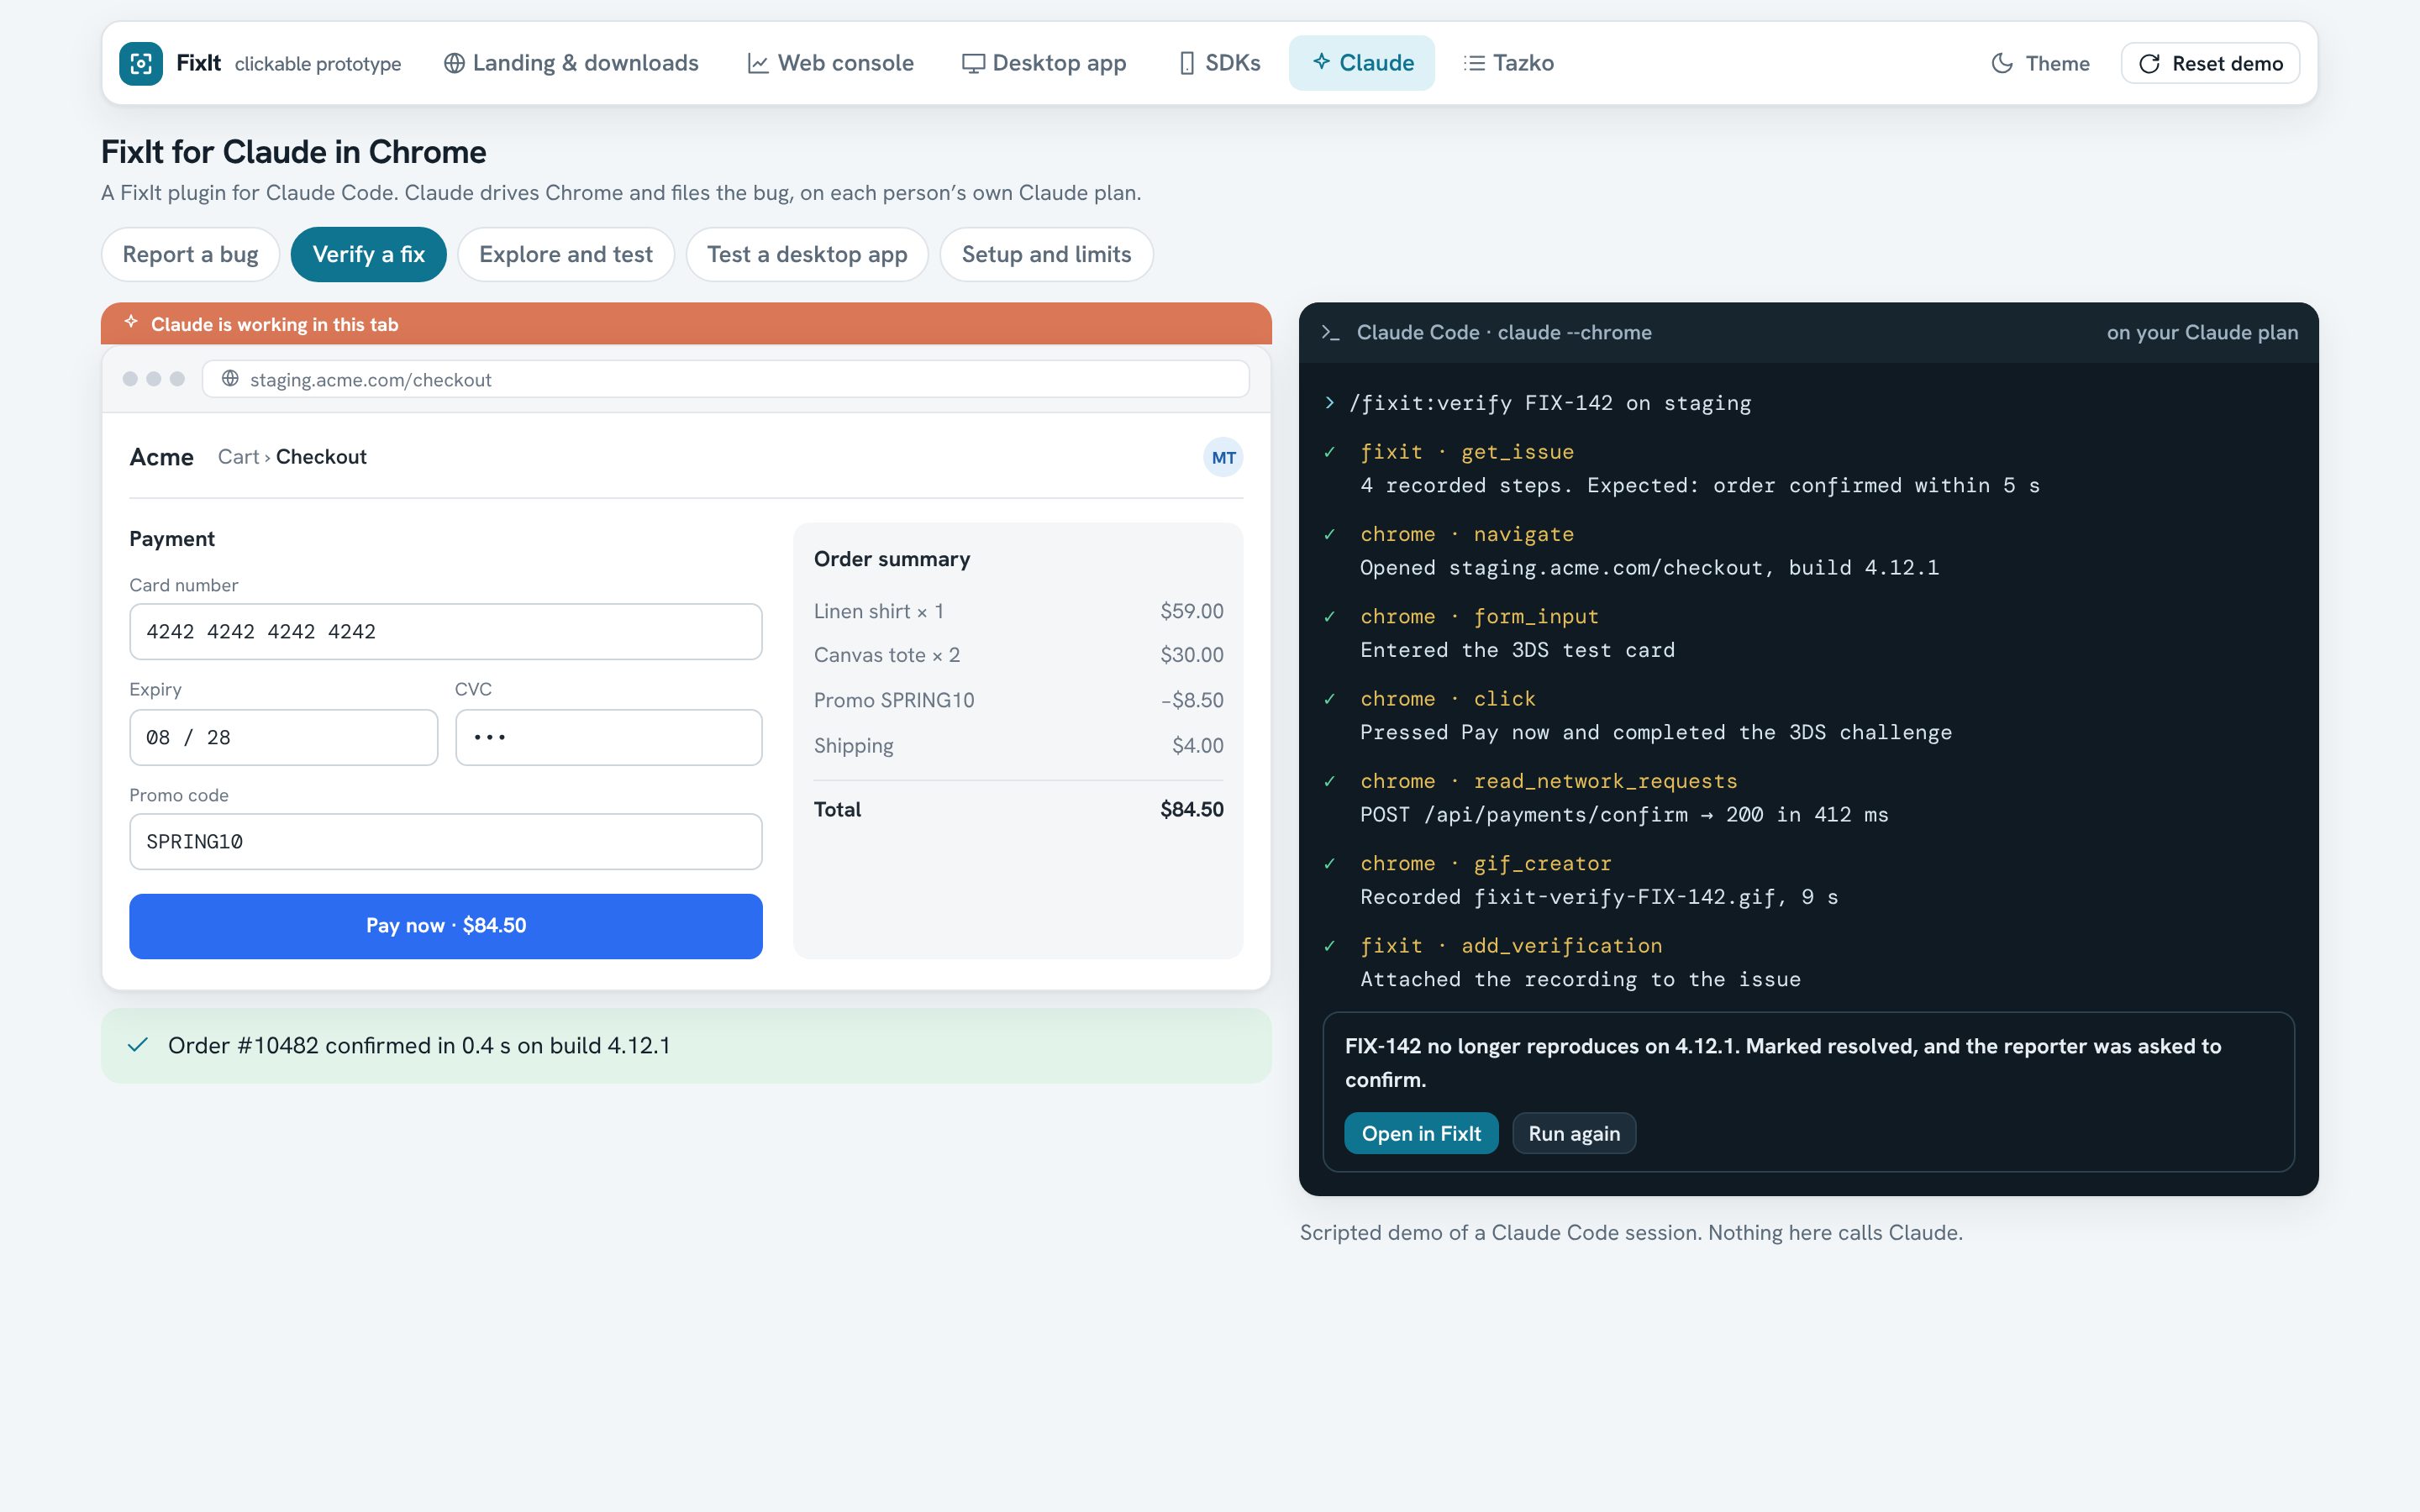 FixIt clickable prototype Landing & downloads Web console Desktop app SDKs Claude Tazko Theme Reset demo
FixIt for Claude in Chrome
A FixIt plugin for Claude Code. Claude drives Chrome and files the bug, on each person’s own Claude plan.
Report a bug Verify a fix Explore and test Test a desktop app Setup and limits
Claude is working in this tab
staging.acme.com/checkout
Acme Cart › Checkout MT
Payment
Card number
4242 4242 4242 4242
Expiry CVC
08 / 28 •••
Promo code
SPRING10
Pay now · $84.50
Order summary
Linen shirt × 1 $59.00
Canvas tote × 2 $30.00
Promo SPRING10 −$8.50
Shipping $4.00
Total $84.50
Order #10482 confirmed in 0.4 s on build 4.12.1
Claude Code · claude --chrome on your Claude plan
› /fixit:verify FIX-142 on staging
✓ fixit · get_issue
4 recorded steps. Expected: order confirmed within 5 s
✓ chrome · navigate
Opened staging.acme.com/checkout, build 4.12.1
✓ chrome · form_input
Entered the 3DS test card
✓ chrome · click
Pressed Pay now and completed the 3DS challenge
✓ chrome · read_network_requests
POST /api/payments/confirm → 200 in 412 ms
✓ chrome · gif_creator
Recorded fixit-verify-FIX-142.gif, 9 s
✓ fixit · add_verification
Attached the recording to the issue
FIX-142 no longer reproduces on 4.12.1. Marked resolved, and the reporter was asked to
confirm.
Open in FixIt Run again
Scripted demo of a Claude Code session. Nothing here calls Claude.